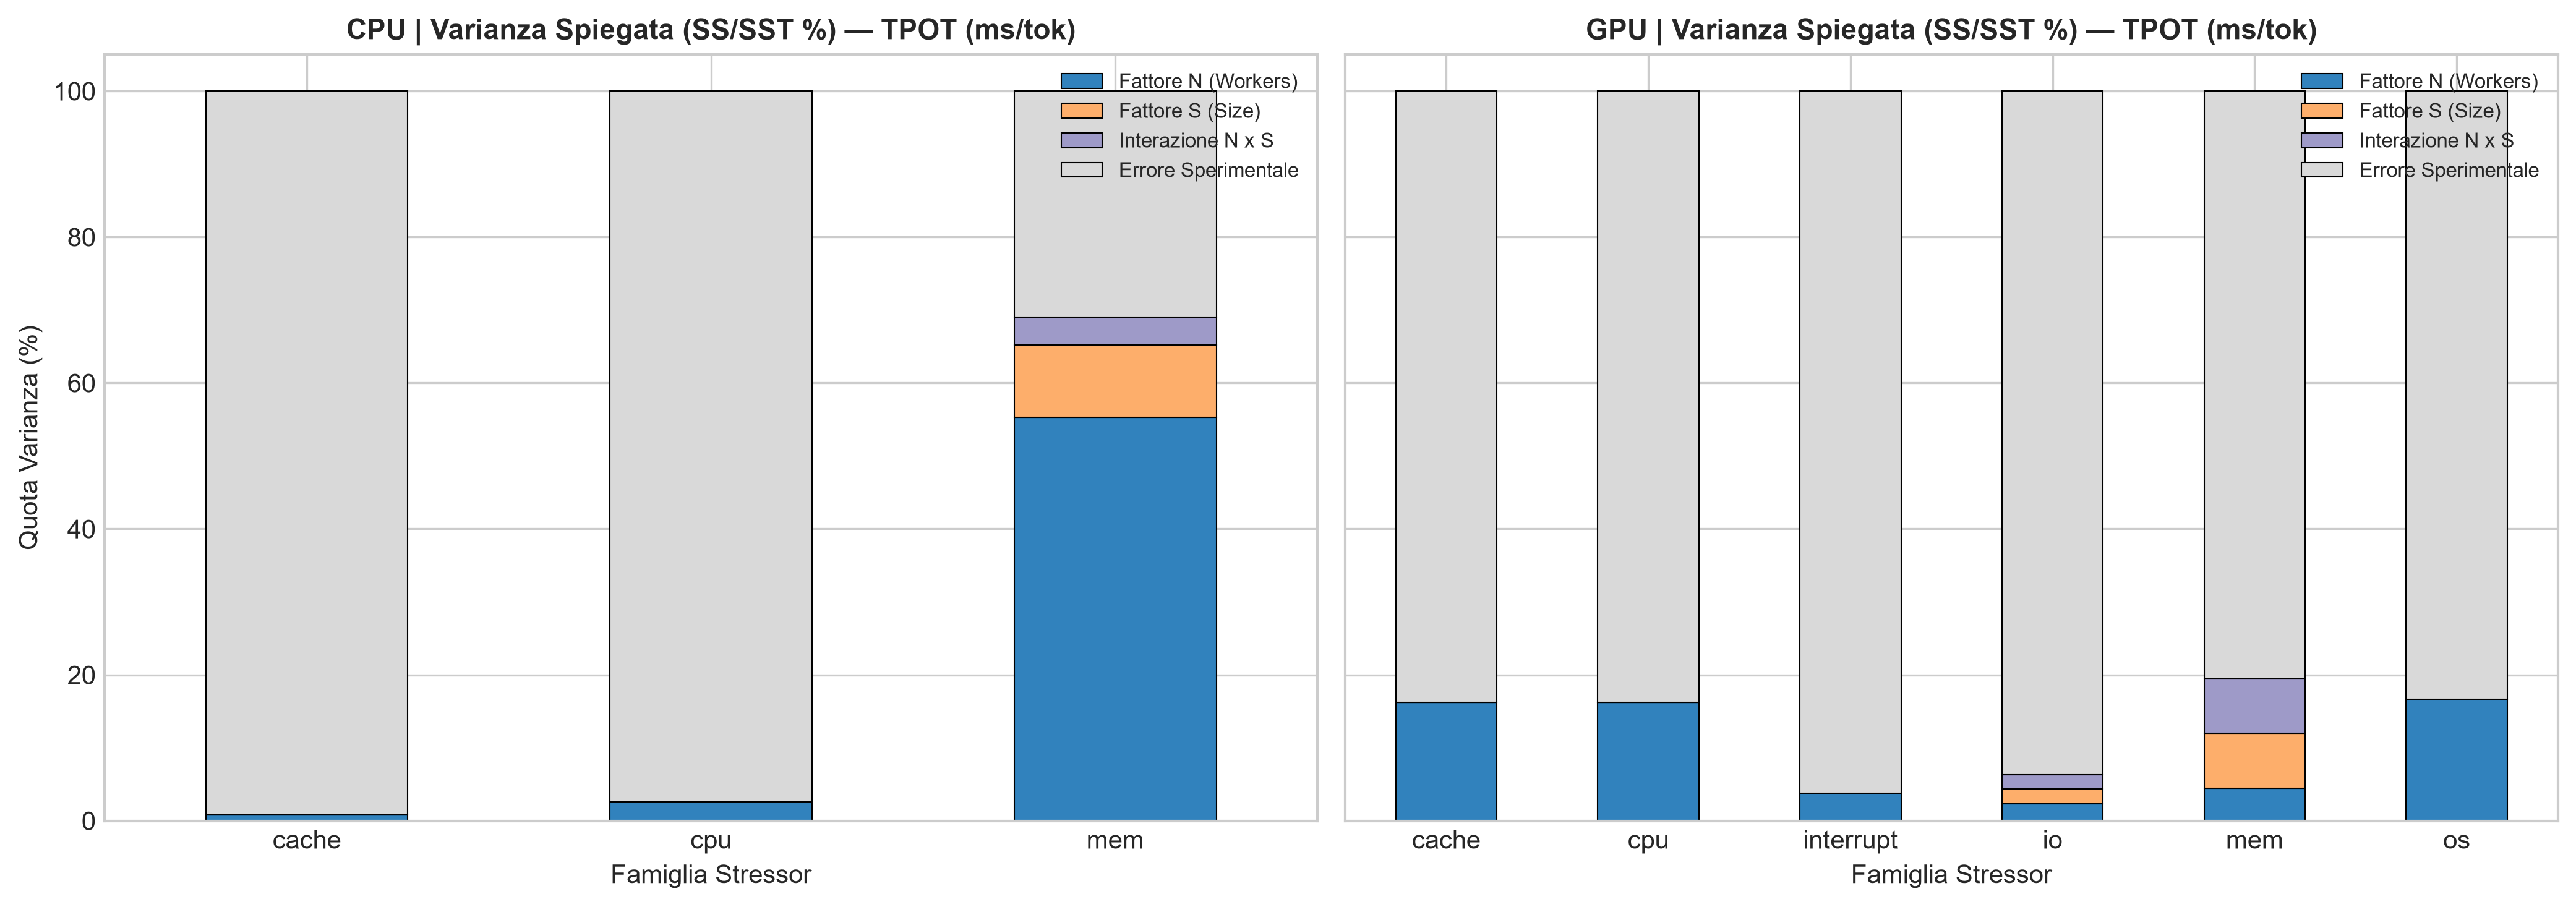 CPU | Varianza Spiegata (SS/SST %) — TPOT (ms/tok)
Quota Varianza (%)
100
80
60
40
20
0
Fattore N (Workers)
Fattore S (Size)
Interazione N x S
Errore Sperimentale
cache
cpu
mem
Famiglia Stressor
GPU | Varianza Spiegata (SS/SST %) — TPOT (ms/tok)
Fattore N (Workers)
Fattore S (Size)
Interazione N x S
Errore Sperimentale
cache
cpu
interrupt
io
mem
os
Famiglia Stressor